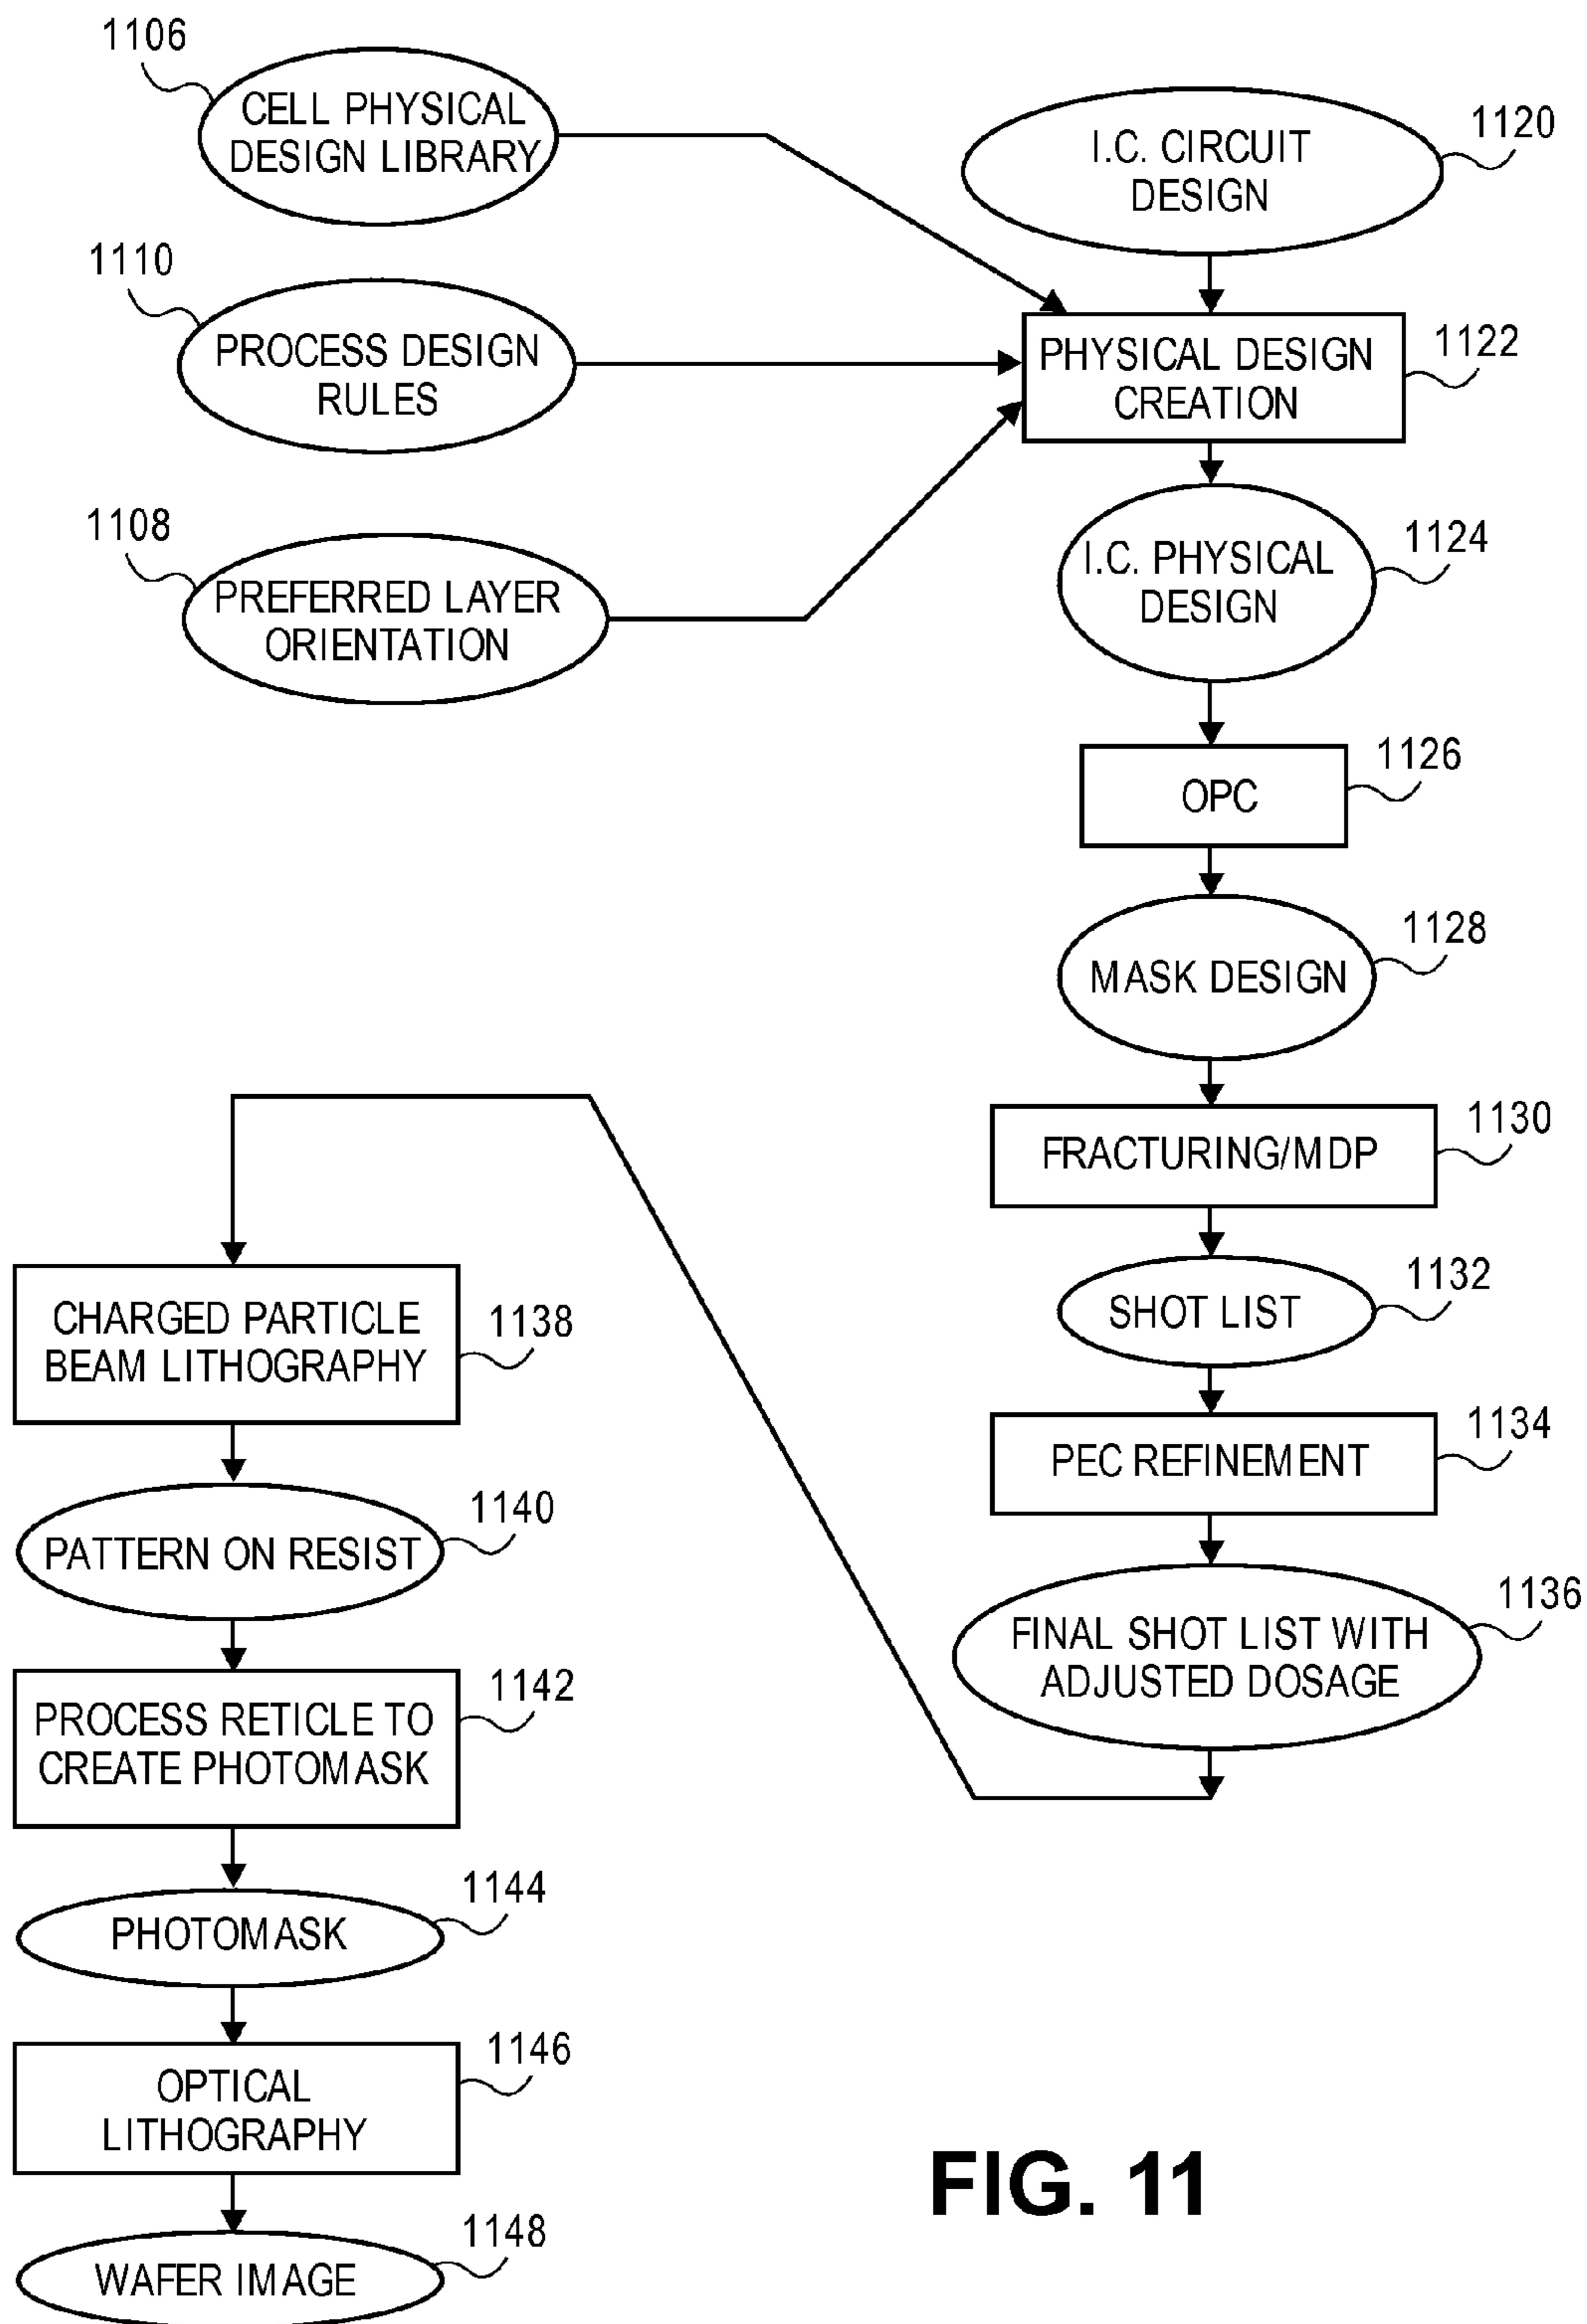 1106
CELL PHYSICAL
DESIGN LIBRARY
1120
I.C. CIRCUIT
DESIGN
1110
PROCESS DESIGN
RULES
1122
PHYSICAL DESIGN
CREATION
1108
PREFERRED LAYER
ORIENTATION
1124
I.C. PHYSICAL
DESIGN
1126
OPC
1128
MASK DESIGN
1130
FRACTURING/MDP
1132
SHOT LIST
1134
PEC REFINEMENT
1136
FINAL SHOT LIST WITH
ADJUSTED DOSAGE
1138
CHARGED PARTICLE
BEAM LITHOGRAPHY
1140
PATTERN ON RESIST
1142
PROCESS RETICLE TO
CREATE PHOTOMASK
1144
PHOTOMASK
1146
OPTICAL
LITHOGRAPHY
1148
WAFER IMAGE
FIG. 11